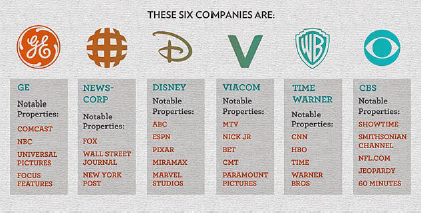 THESE SIX COMPANIES ARE:
GE
D
V
WB
GE
Notable
Properties:
COMCAST
NBC
UNIVERSAL
PICTURES
FOCUS
FEATURES
NEWS-
CORP
Notable
Properties:
FOX
WALL STREET
JOURNAL
NEW YORK
POST
DISNEY
Notable
Properties:
ABC
ESPN
PIXAR
MIRAMAX
MARVEL
STUDIOS
VIACOM
Notable
Properties:
MTV
NICK JR
BET
CMT
PARAMOUNT
PICTURES
TIME
WARNER
Notable
Properties:
CNN
HBO
TIME
WARNER
BROS
CBS
Notable
Properties:
SHOWTIME
SMITHSONIAN
CHANNEL
NFL.COM
JEOPARDY
60 MINUTES